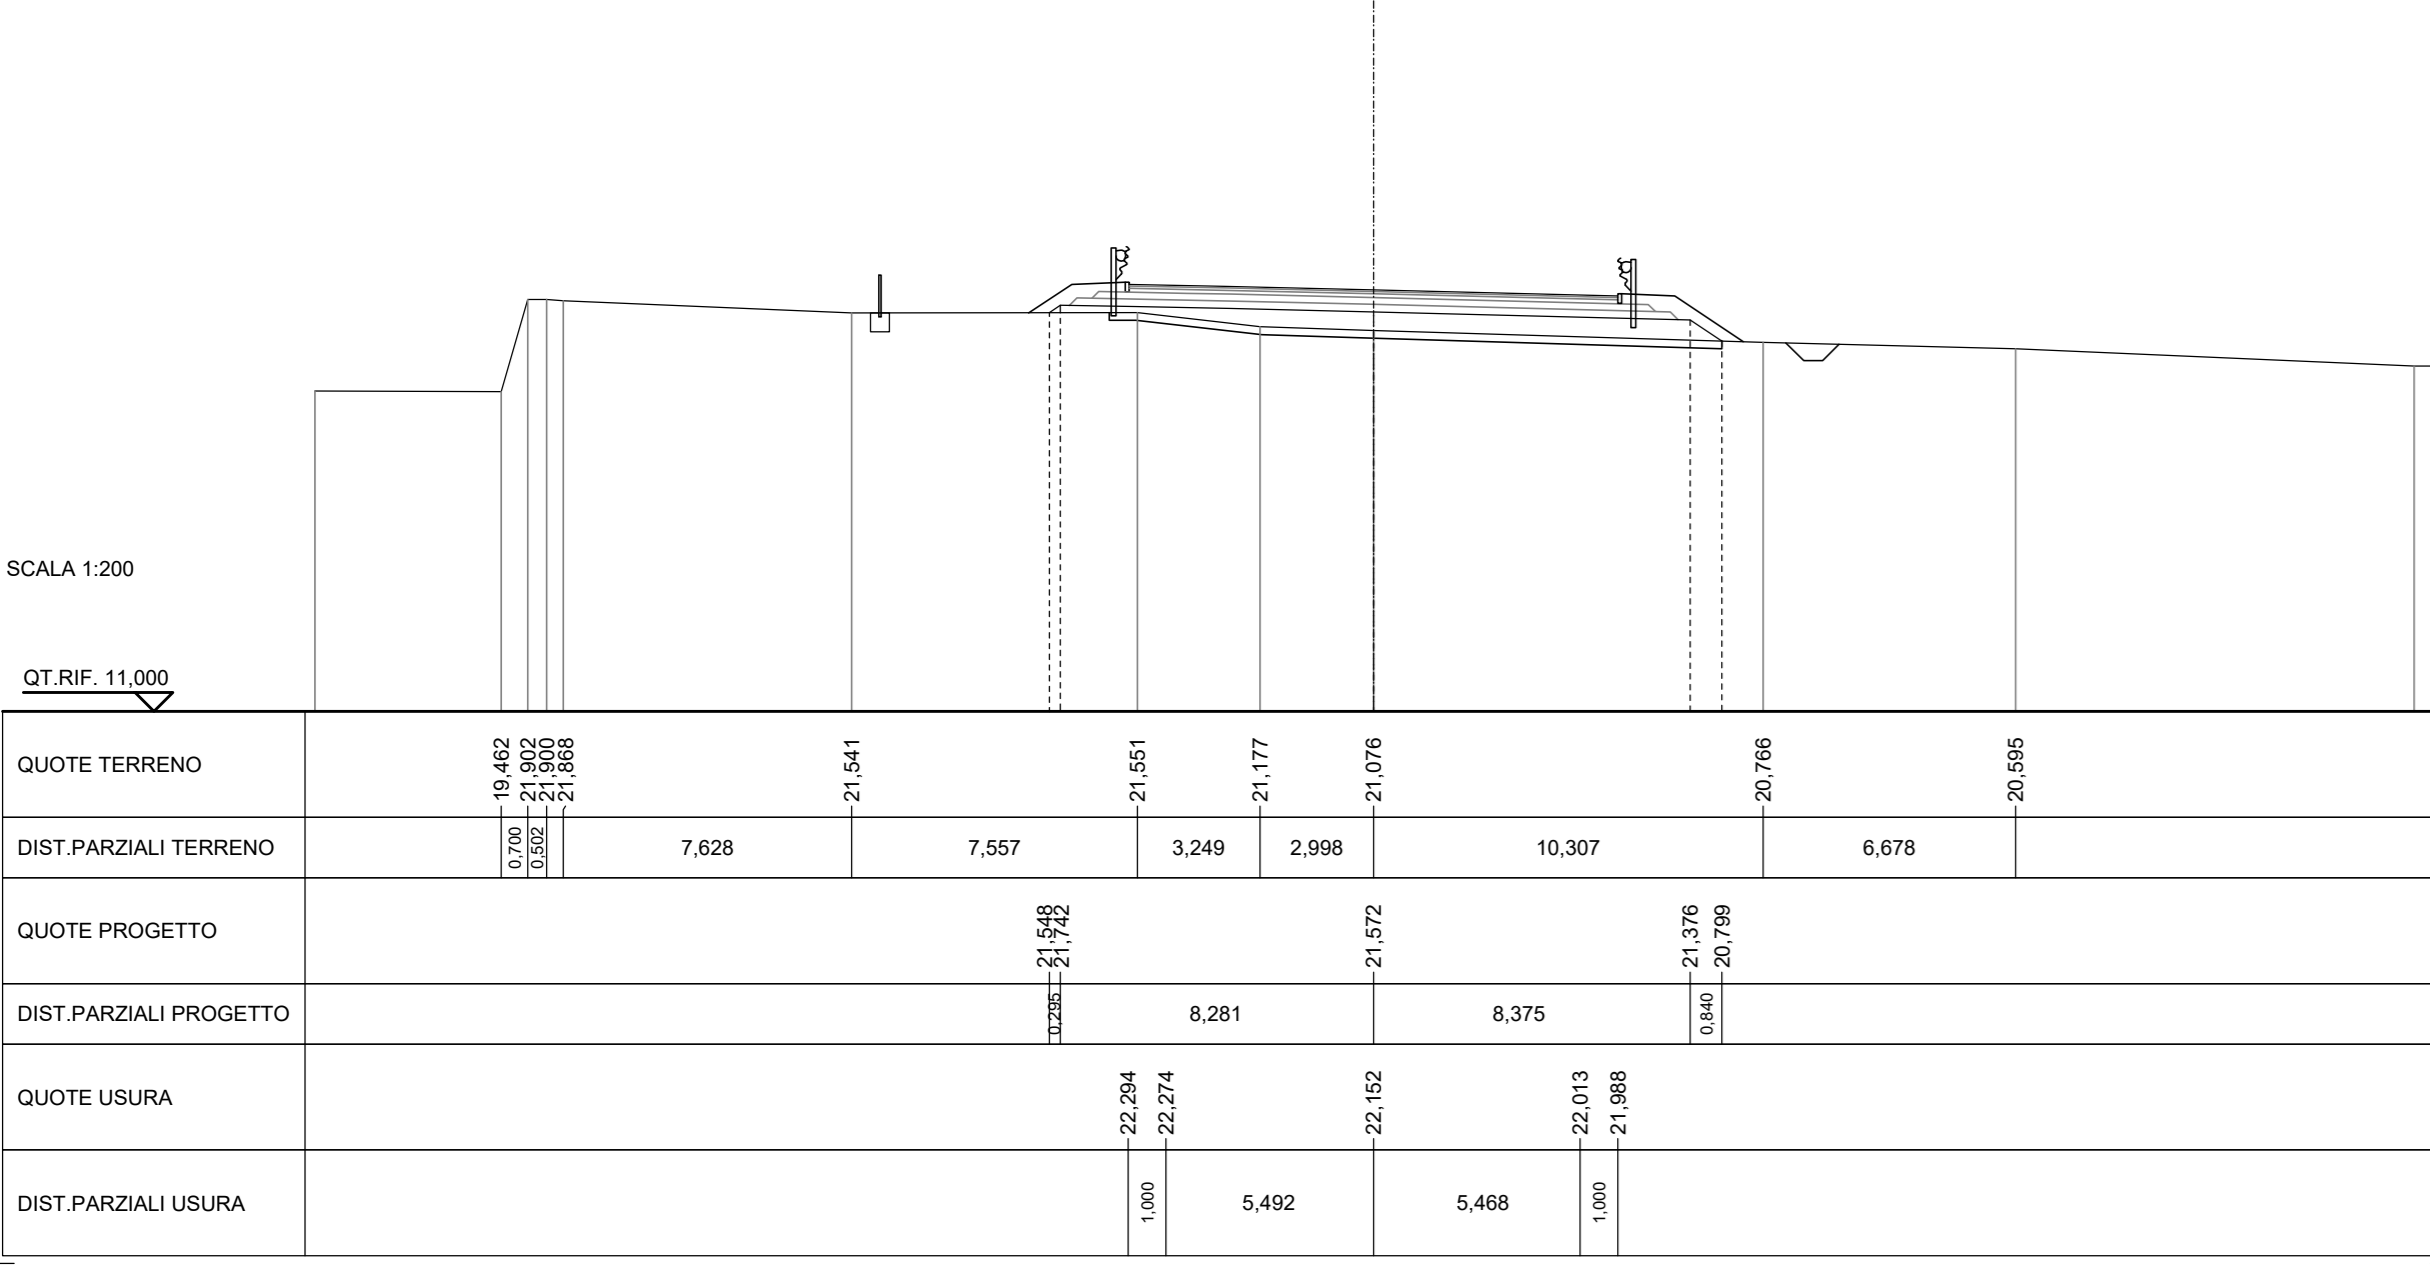 SCALA 1:200
QT.RIF. 11,000
QUOTE TERRENO
19,462 21,902 21,900 21,868 21,541 21,551 21,177 21,076 20,766 20,595
DIST.PARZIALI TERRENO
0,700 0,502 7,628 7,557 3,249 2,998 10,307 6,678
QUOTE PROGETTO
21,548 21,742 21,572 21,376 20,799
DIST.PARZIALI PROGETTO
0,295 8,281 8,375 0,840
QUOTE USURA
22,294 22,274 22,152 22,013 21,988
DIST.PARZIALI USURA
1,000 5,492 5,468 1,000